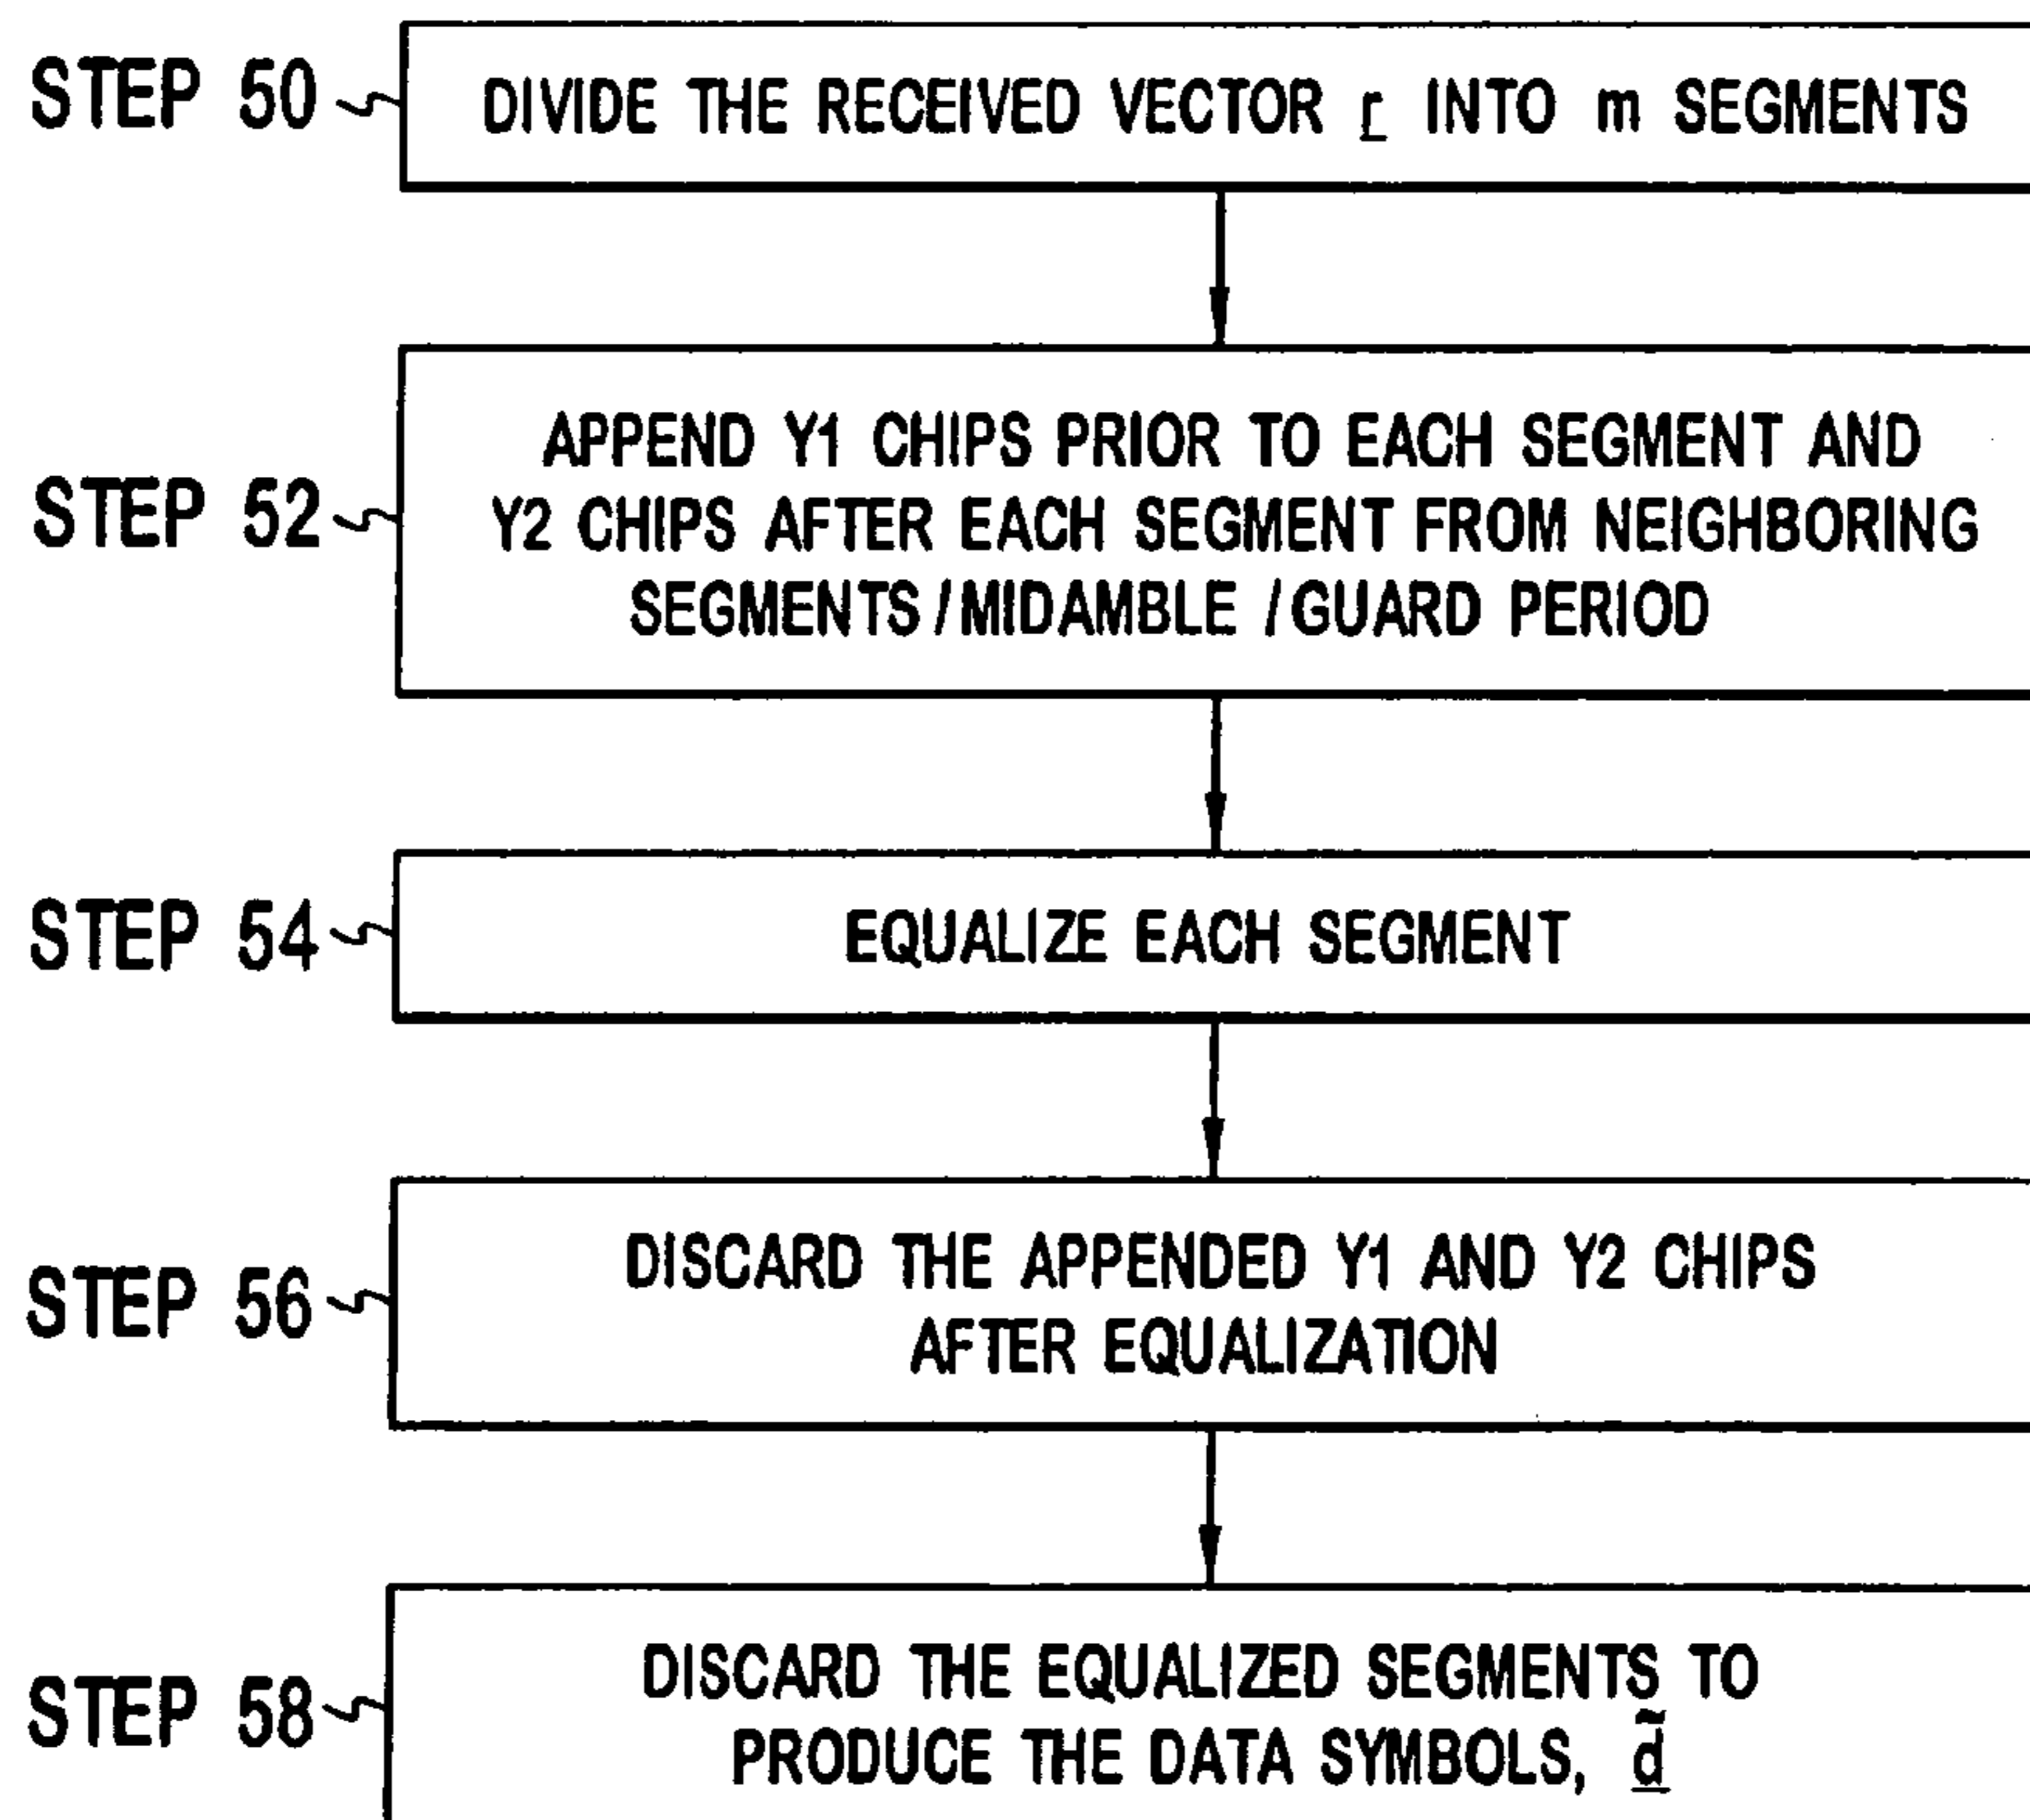 STEP 50
DIVIDE THE RECEIVED VECTOR r INTO m SEGMENTS
STEP 52
APPEND Y1 CHIPS PRIOR TO EACH SEGMENT AND
Y2 CHIPS AFTER EACH SEGMENT FROM NEIGHBORING
SEGMENTS/MIDAMBLE/GUARD PERIOD
STEP 54
EQUALIZE EACH SEGMENT
STEP 56
DISCARD THE APPENDED Y1 AND Y2 CHIPS
AFTER EQUALIZATION
STEP 58
DISCARD THE EQUALIZED SEGMENTS TO
PRODUCE THE DATA SYMBOLS, d̃